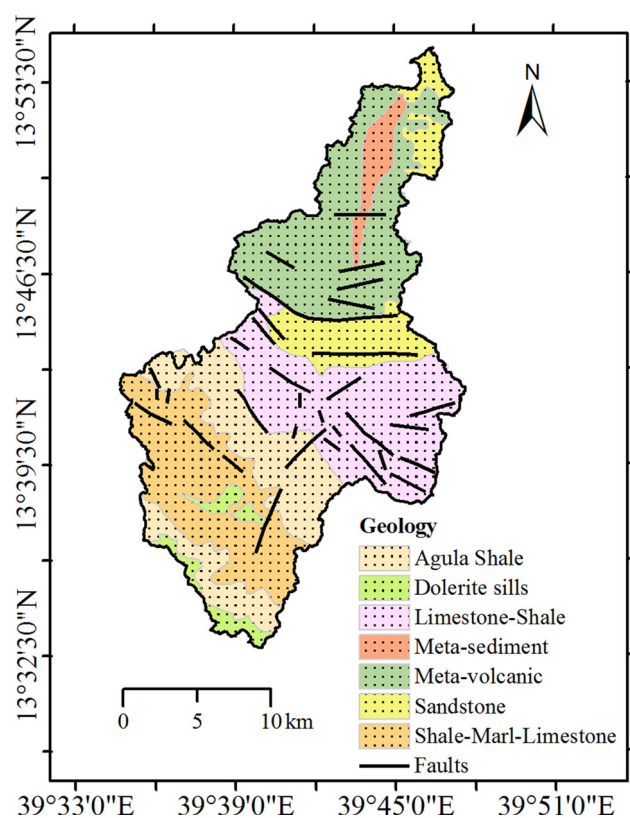 N
13°53'30"N
13°46'30"N
13°39'30"N
13°32'30"N
Geology
Agula Shale
Dolerite sills
Limestone-Shale
Meta-sediment
Meta-volcanic
Sandstone
Shale-Marl-Limestone
Faults
0 5 10 km
39°33'0"E 39°39'0"E 39°45'0"E 39°51'0"E